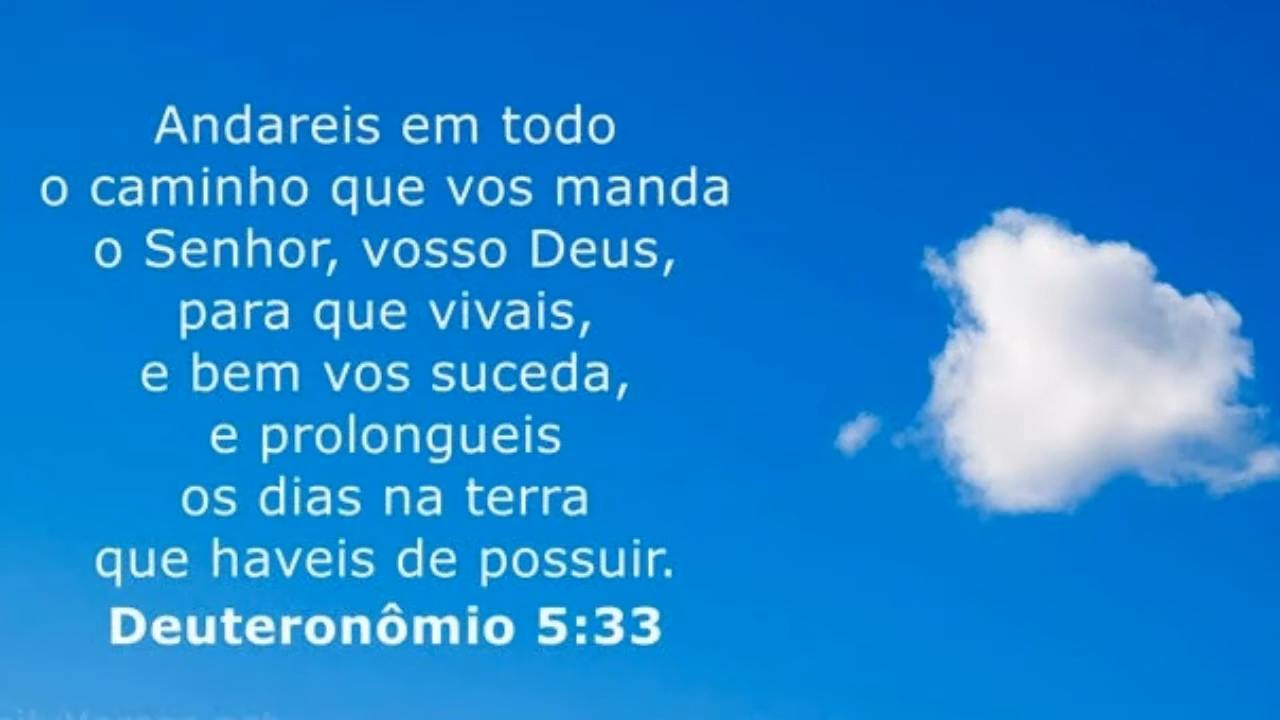 Andareis em todo
o caminho que vos manda
o Senhor, vosso Deus,
para que vivais,
e bem vos suceda,
e prolongueis
os dias na terra
que haveis de possuir.
Deuteronômio 5:33